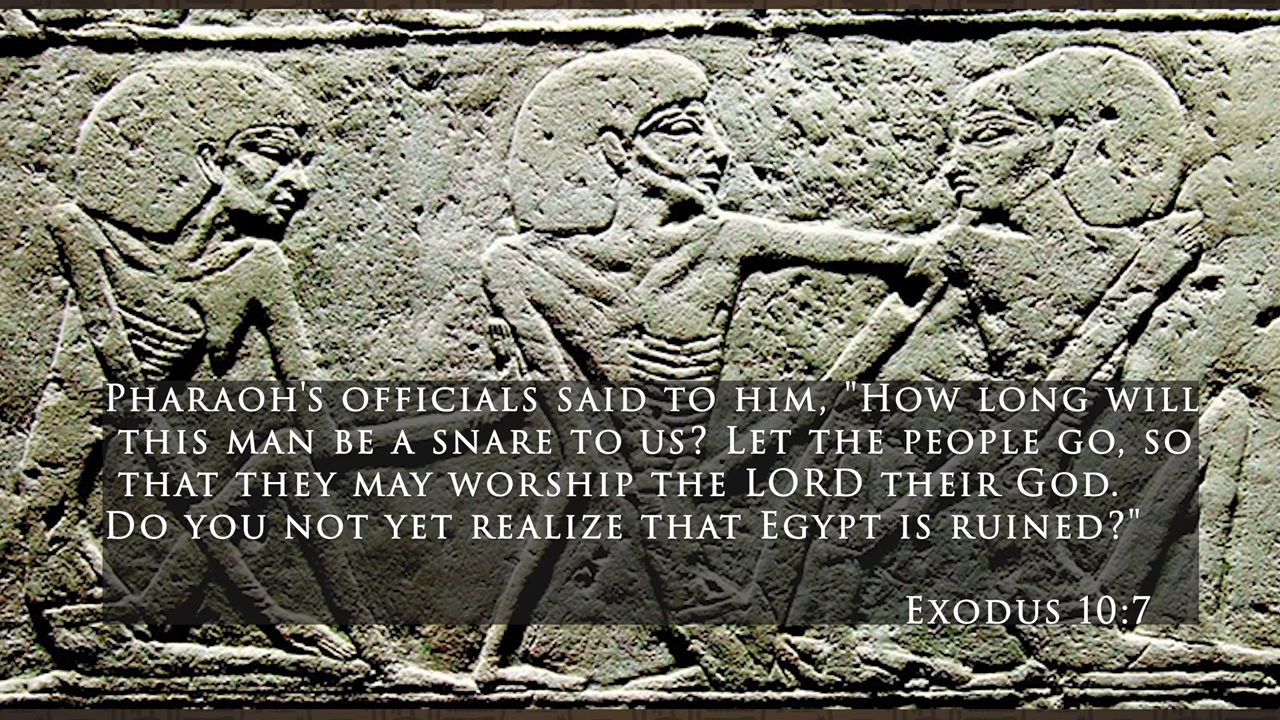 Pharaoh's officials said to him, "How long will
this man be a snare to us? Let the people go, so
that they may worship the LORD their God.
Do you not yet realize that Egypt is ruined?"
Exodus 10:7